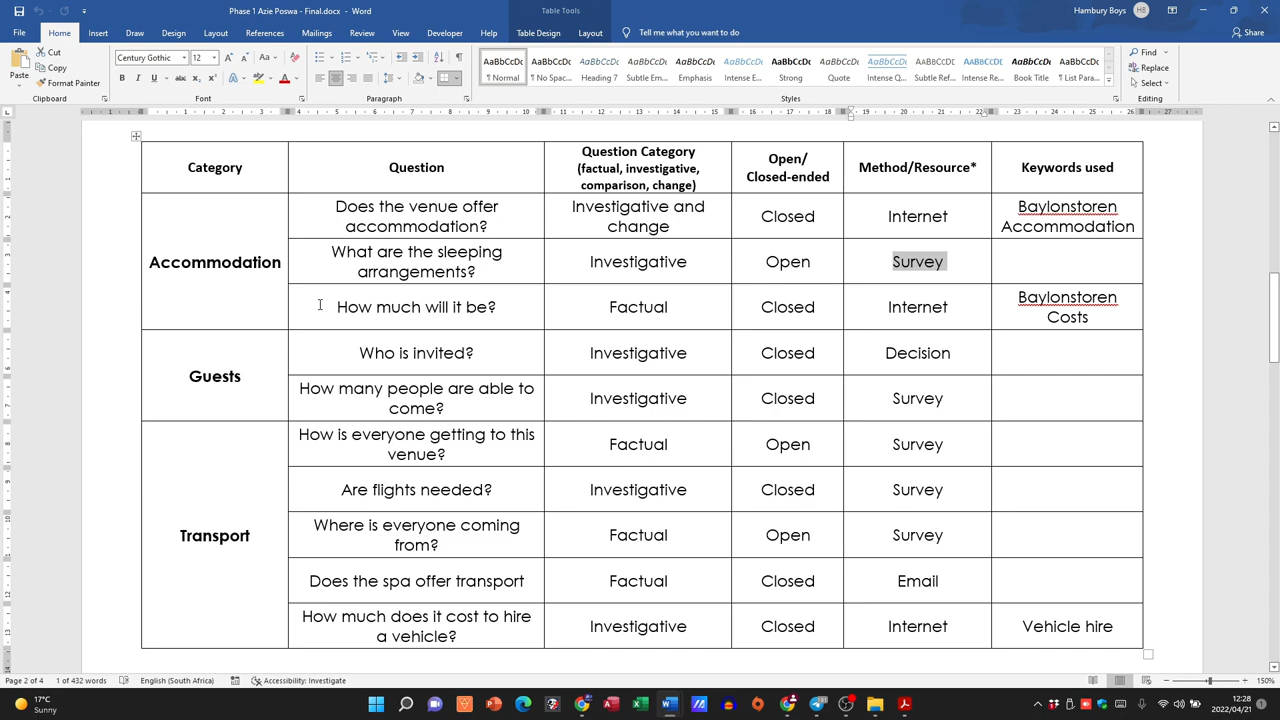 Phase 1 Azie Poswa - Final.docx - Word
Table Tools
Hambury Boys
File
Home
Insert
Draw
Design
Layout
References
Mailings
Review
View
Developer
Table Design
Layout
Tell me what you want to do
Share
Paste
Cut
Copy
Format Painter
Clipboard
Century Gothic
12
Font
Paragraph
AaBbCcDc
¶ Normal
¶ No Spac...
Heading 7
Subtle Em...
Emphasis
Intense E...
Strong
Quote
Intense Q...
Subtle Ref...
Intense Re...
Book Title
¶ List Para...
Styles
Find
Replace
Select
Editing
Category
Question
Question Category
(factual, investigative,
comparison, change)
Open/
Closed-ended
Method/Resource*
Keywords used
Accommodation
Does the venue offer
accommodation?
Investigative and
change
Closed
Internet
Baylonstoren
Accommodation
What are the sleeping
arrangements?
Investigative
Open
Survey
How much will it be?
Factual
Closed
Internet
Baylonstoren
Costs
Guests
Who is invited?
Investigative
Closed
Decision
How many people are able to
come?
Investigative
Closed
Survey
Transport
How is everyone getting to this
venue?
Factual
Open
Survey
Are flights needed?
Investigative
Closed
Survey
Where is everyone coming
from?
Factual
Open
Survey
Does the spa offer transport
Factual
Closed
Email
How much does it cost to hire
a vehicle?
Investigative
Closed
Internet
Vehicle hire
Page 2 of 4
1 of 432 words
English (South Africa)
Accessibility: Investigate
150%
17°C
Sunny
12:28
2022/04/21